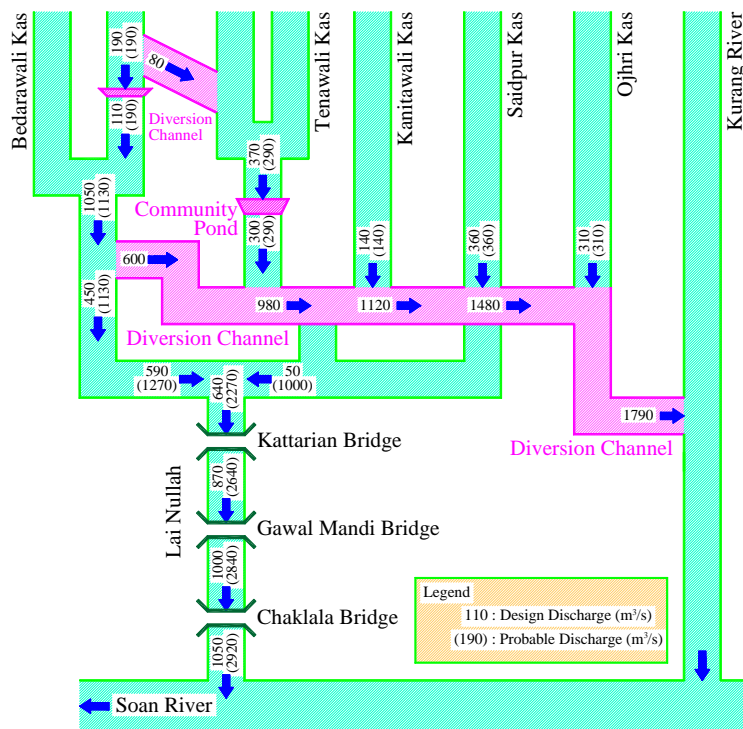 Bedarawali Kas
190
(190)
80
Tenawali Kas
Kanitawali Kas
Saidpur Kas
Ojhri Kas
Kurang River
110
(190)
Diversion
Channel
370
(290)
1050
(1130)
Community
Pond
300
(290)
140
(140)
360
(360)
310
(310)
600
450
(1130)
980
1120
1480
Diversion Channel
590
(1270)
640
(2270)
50
(1000)
1790
Kattarian Bridge
Diversion Channel
870
(2640)
Lai Nullah
Gawal Mandi Bridge
1000
(2840)
Legend
110 : Design Discharge (m³/s)
(190) : Probable Discharge (m³/s)
Chaklala Bridge
1050
(2920)
Soan River